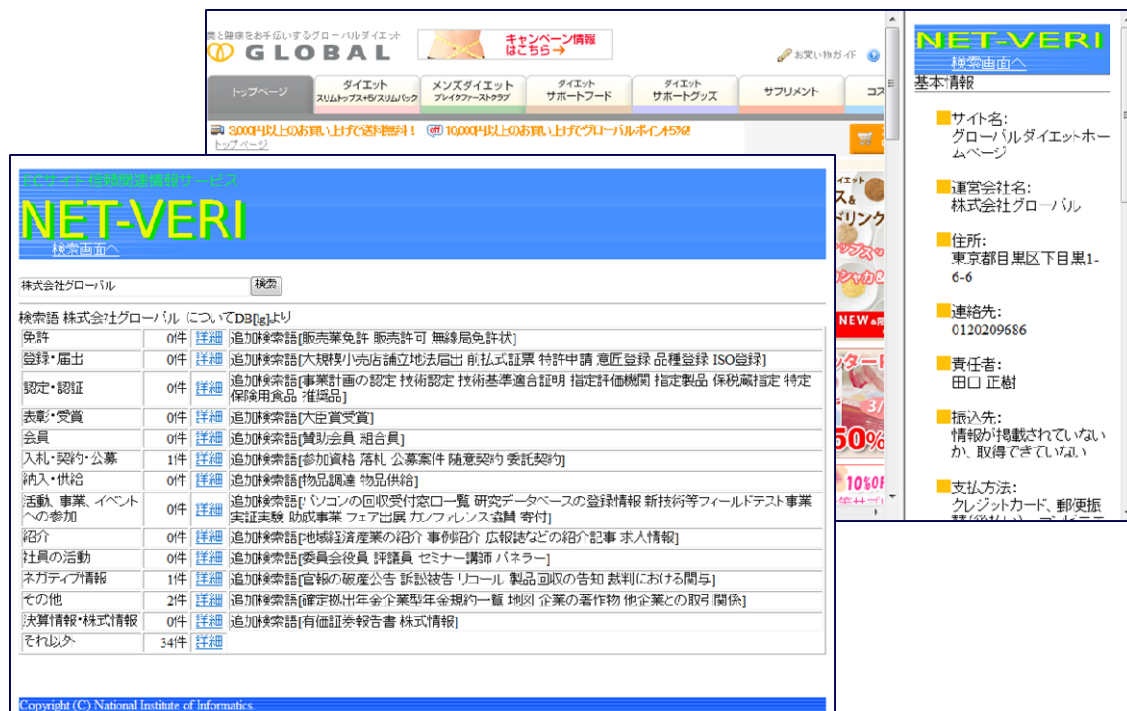 美と健康をお手伝いするグローバルダイエット
GLOBAL
キャンペーン情報
はこちら→
お買い物ガイド
トップページ
ダイエット
スリムトップス+5/スリムパック
メンズダイエット
ブレイクファーストクラブ
ダイエット
サポートフード
ダイエット
サポートグッズ
サプリメント
コス
3,000円以上のお買い上げで送料無料!
off 10,000円以上のお買い上げでグローバルポイント5%!
トップページ
NEW
50%
10%OF
NET-VERI
検索画面へ
基本情報
サイト名:
グローバルダイエットホー
ムページ
運営会社名:
株式会社グローバル
住所:
東京都目黒区下目黒1-
6-6
連絡先:
0120209686
責任者:
田口 正樹
振込先:
情報が掲載されていない
か、取得できていない
支払方法:
クレジットカード、郵便振
ECサイト信頼関連情報サービス
NET-VERI
検索画面へ
株式会社グローバル 検索
検索語 株式会社グローバル についてDB[lg]より
免許 0件 詳細 追加検索語[販売業免許 販売許可 無線局免許状]
登録・届出 0件 詳細 追加検索語[大規模小売店舗立地法届出 前払式証票 特許申請 意匠登録 品種登録 ISO登録]
認定・認証 0件 詳細 追加検索語[事業計画の認定 技術認定 技術基準適合証明 指定評価機関 指定製品 保税蔵指定 特定
保険用食品 推奨品]
表彰・受賞 0件 詳細 追加検索語[大臣賞受賞]
会員 0件 詳細 追加検索語[賛助会員 組合員]
入札・契約・公募 1件 詳細 追加検索語[参加資格 落札 公募案件 随意契約 委託契約]
納入・供給 0件 詳細 追加検索語[物品調達 物品供給]
活動、事業、イベント
への参加 0件 詳細 追加検索語[パソコンの回収受付窓口一覧 研究データベースの登録情報 新技術等フィールドテスト事業
実証実験 助成事業 フェア出展 カンファレンス協賛 寄付]
紹介 0件 詳細 追加検索語[地域経済産業の紹介 事例紹介 広報誌などの紹介記事 求人情報]
社員の活動 0件 詳細 追加検索語[委員会役員 評議員 セミナー講師 パネラー]
ネガティブ情報 1件 詳細 追加検索語[官報の破産公告 訴訟被告 リコール 製品回収の告知 裁判における関与]
その他 2件 詳細 追加検索語[確定拠出年金企業型年金規約一覧 地図 企業の著作物 他企業との取引関係]
決算情報・株式情報 0件 詳細 追加検索語[有価証券報告書 株式情報]
それ以外 34件 詳細
Copyright (C) National Institute of Informatics.